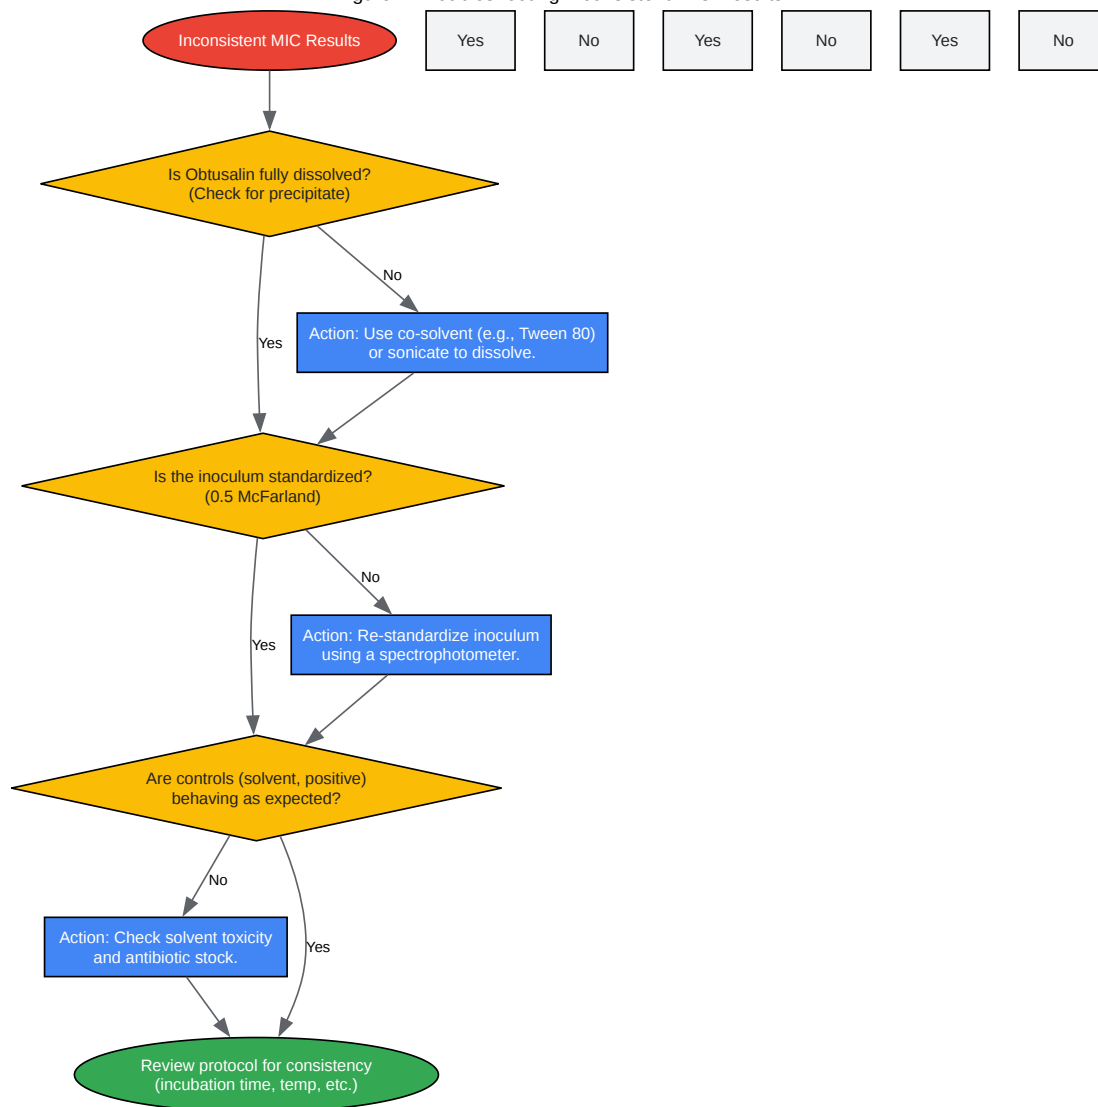 Inconsistent MIC Results
Yes
No
Yes
No
Yes
No
Is Obtusalin fully dissolved?
(Check for precipitate)
No
Yes
Action: Use co-solvent (e.g., Tween 80)
or sonicate to dissolve.
Is the inoculum standardized?
(0.5 McFarland)
No
Yes
Action: Re-standardize inoculum
using a spectrophotometer.
Are controls (solvent, positive)
behaving as expected?
No
Yes
Action: Check solvent toxicity
and antibiotic stock.
Review protocol for consistency
(incubation time, temp, etc.)